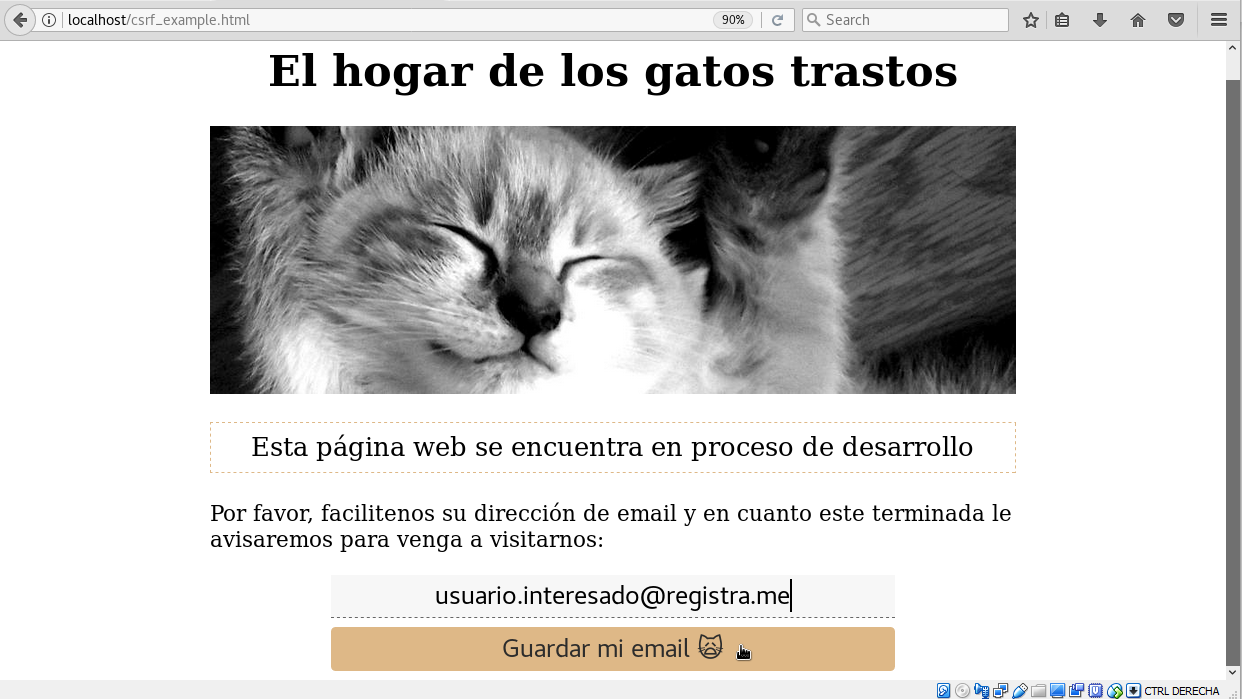 localhost/csrf_example.html
90%
Search
El hogar de los gatos trastos
Esta página web se encuentra en proceso de desarrollo
Por favor, facilitenos su dirección de email y en cuanto este terminada le
avisaremos para venga a visitarnos:
usuario.interesado@registra.me
Guardar mi email 😿
CTRL DERECHA